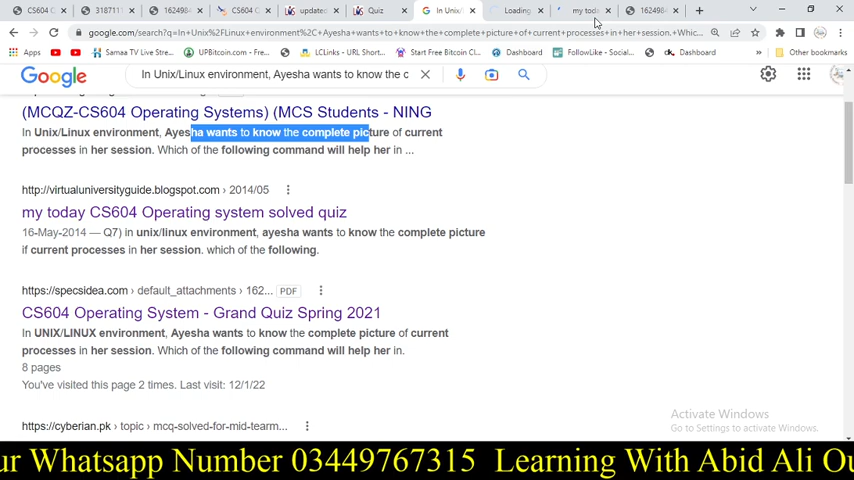 CS604 C
3187111
1624984
CS604 C
updated
Quiz
In Unix/
Loading
my toda
1624984
google.com/search?q=In+Unix%2FLinux+environment%2C+Ayesha+wants+to+know+the+complete+picture+of+current+processes+in+her+session.+Whic...
Apps
YouTube
Samaa TV Live Stre...
UPBitcoin.com - Fre...
LCLinks - URL Short...
Start Free Bitcoin Cl...
Dashboard
FollowLike - Social...
Dashboard
»
Other bookmarks
Google
In Unix/Linux environment, Ayesha wants to know the c
(MCQZ-CS604 Operating Systems) (MCS Students - NING
In Unix/Linux environment, Ayesha wants to know the complete picture of current
processes in her session. Which of the following command will help her in ...
http://virtualuniversityguide.blogspot.com › 2014/05
my today CS604 Operating system solved quiz
16-May-2014 — Q7) in unix/linux environment, ayesha wants to know the complete picture
if current processes in her session. which of the following.
https://specsidea.com › default_attachments › 162... PDF
CS604 Operating System - Grand Quiz Spring 2021
In UNIX/LINUX environment, Ayesha wants to know the complete picture of current
processes in her session. Which of the following command will help her in.
8 pages
You've visited this page 2 times. Last visit: 12/1/22
https://cyberian.pk › topic › mcq-solved-for-mid-tearm...
Activate Windows
Go to Settings to activate Windows.
ur Whatsapp Number 03449767315 Learning With Abid Ali Ou